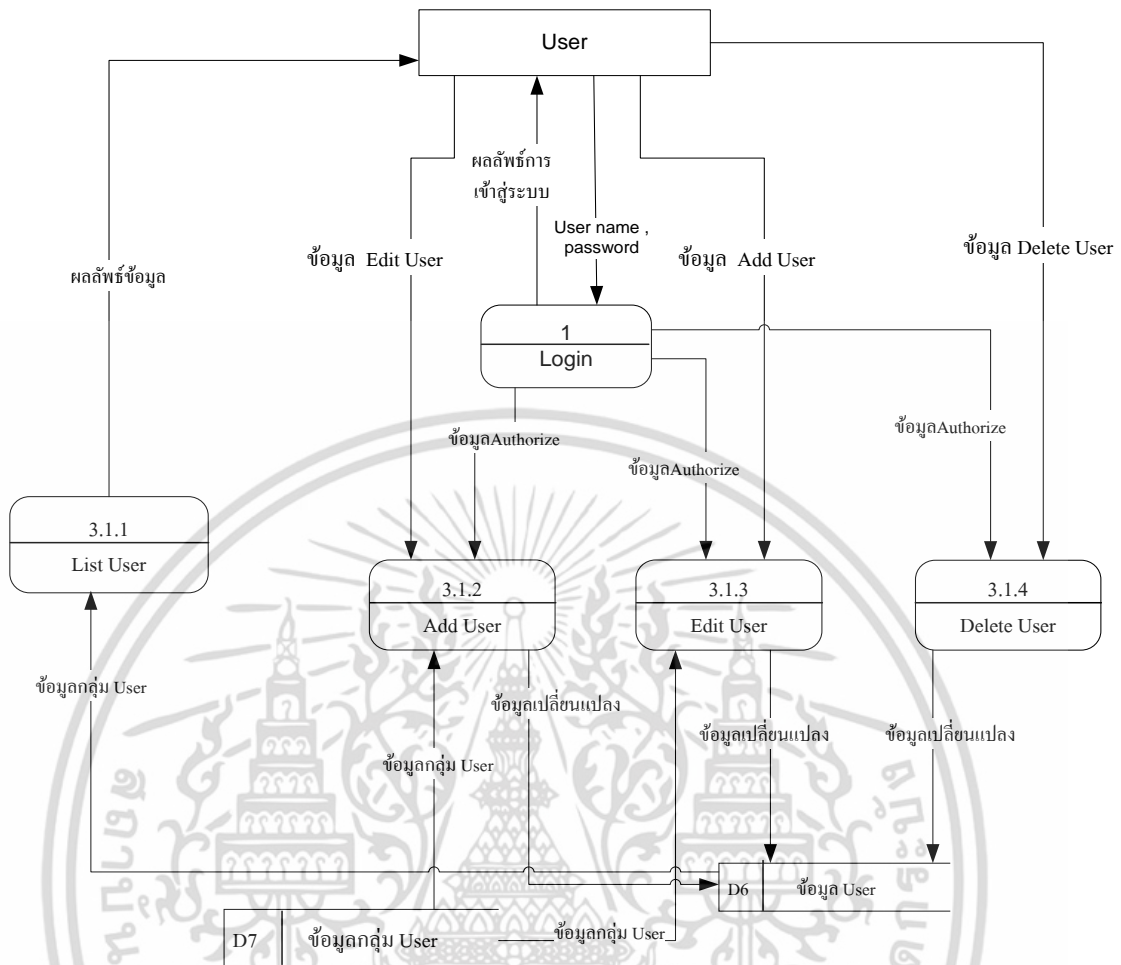 User
ผลลัพธ์การ
เข้าสู่ระบบ
User name ,
password
ข้อมูล Edit User
ข้อมูล Add User
ข้อมูล Delete User
ผลลัพธ์ข้อมูล
1
Login
ข้อมูลAuthorize
ข้อมูลAuthorize
ข้อมูลAuthorize
3.1.1
List User
3.1.2
Add User
3.1.3
Edit User
3.1.4
Delete User
ข้อมูลกลุ่ม User
ข้อมูลเปลี่ยนแปลง
ข้อมูลเปลี่ยนแปลง
ข้อมูลเปลี่ยนแปลง
ข้อมูลกลุ่ม User
D6
ข้อมูล User
D7
ข้อมูลกลุ่ม User
ข้อมูลกลุ่ม User